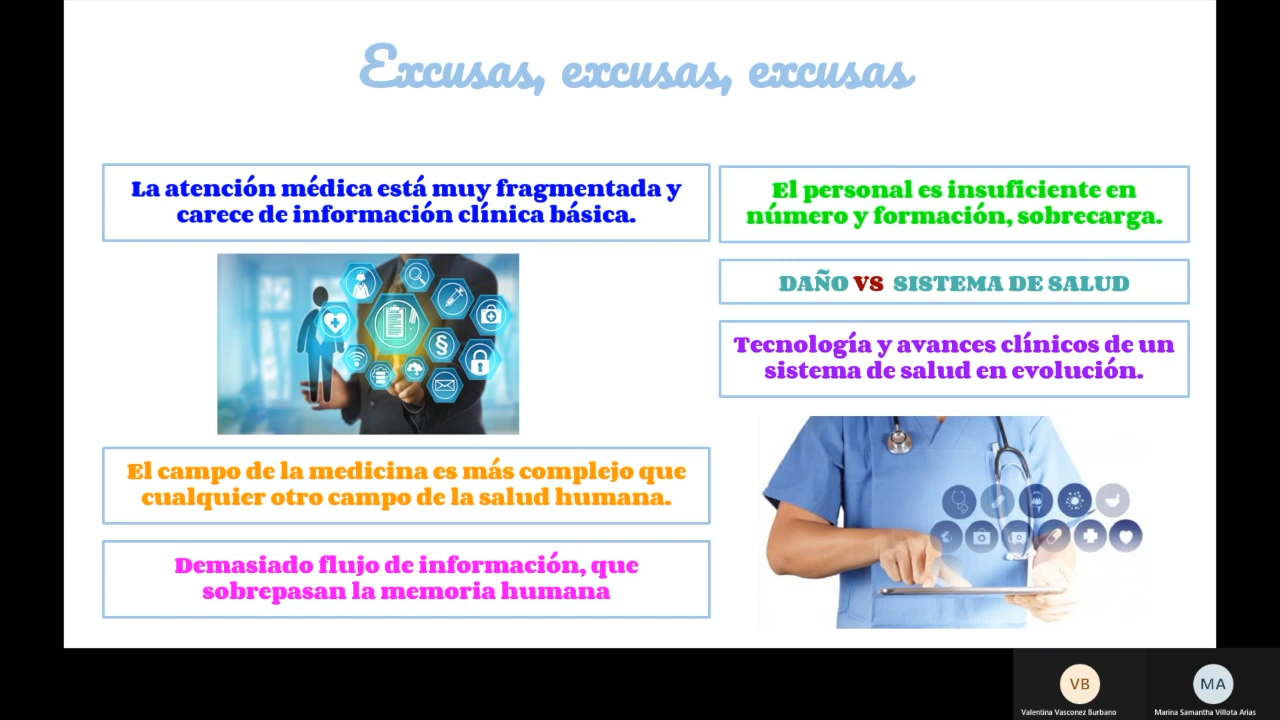 Excusas, excusas, excusas
La atención médica está muy fragmentada y
carece de información clínica básica.
El campo de la medicina es más complejo que
cualquier otro campo de la salud humana.
Demasiado flujo de información, que
sobrepasan la memoria humana
El personal es insuficiente en
número y formación, sobrecarga.
DAÑO VS SISTEMA DE SALUD
Tecnología y avances clínicos de un
sistema de salud en evolución.
VB
Valentina Vasconez Burbano
MA
Marina Samantha Villota Arias